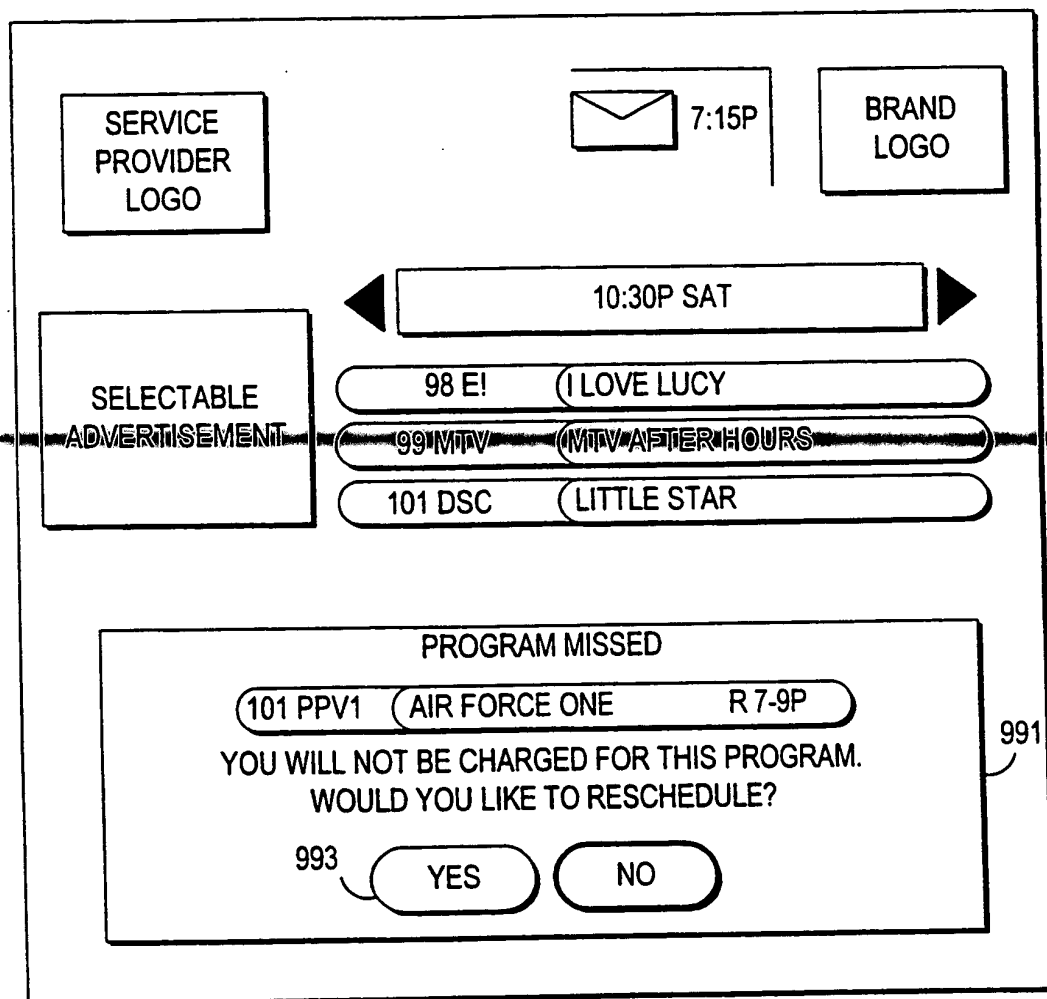 SERVICE
PROVIDER
LOGO
7:15P
BRAND
LOGO
10:30P SAT
SELECTABLE
ADVERTISEMENT
98 E! I LOVE LUCY
99 MTV MTV AFTER HOURS
101 DSC LITTLE STAR
PROGRAM MISSED
101 PPV1 AIR FORCE ONE R 7-9P
YOU WILL NOT BE CHARGED FOR THIS PROGRAM.
WOULD YOU LIKE TO RESCHEDULE?
991
993
YES NO